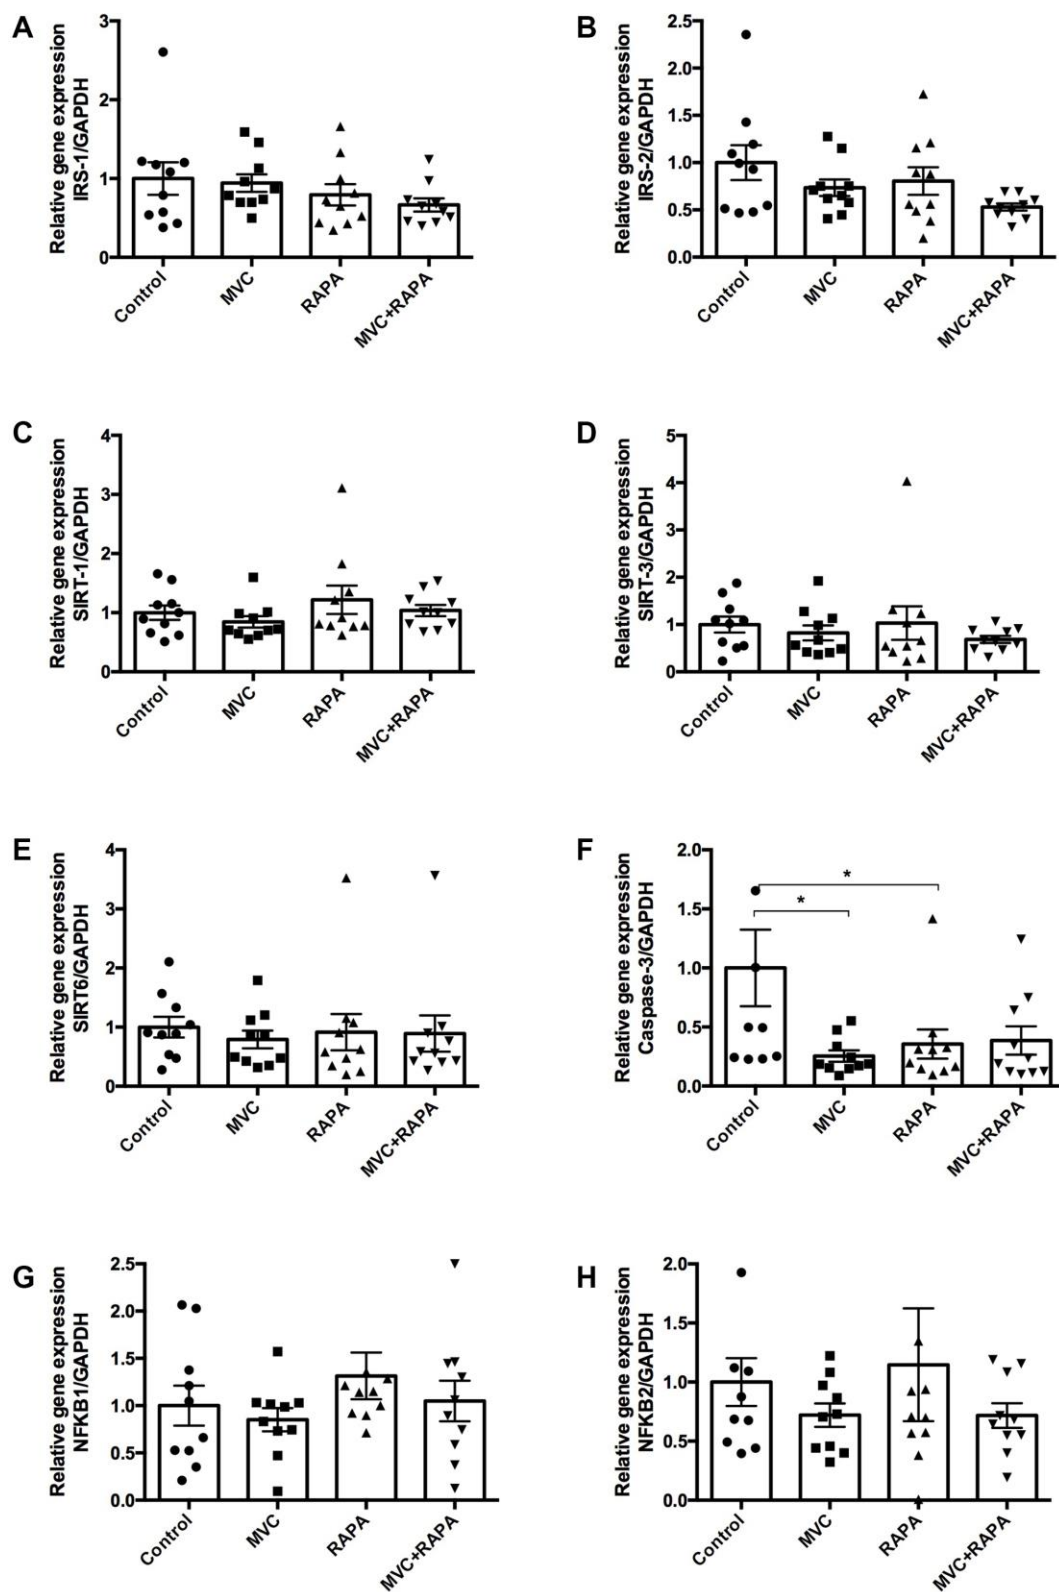 A
Relative gene expression
IRS-1/GAPDH
3
2
1
0
Control
MVC
RAPA
MVC+RAPA
B
Relative gene expression
IRS-2/GAPDH
2.5
2.0
1.5
1.0
0.5
0.0
Control
MVC
RAPA
MVC+RAPA
C
Relative gene expression
SIRT-1/GAPDH
4
3
2
1
0
Control
MVC
RAPA
MVC+RAPA
D
Relative gene expression
SIRT-3/GAPDH
5
4
3
2
1
0
Control
MVC
RAPA
MVC+RAPA
E
Relative gene expression
SIRT6/GAPDH
4
3
2
1
0
Control
MVC
RAPA
MVC+RAPA
F
Relative gene expression
Caspase-3/GAPDH
2.0
1.5
1.0
0.5
0.0
*
*
Control
MVC
RAPA
MVC+RAPA
G
Relative gene expression
NFKB1/GAPDH
2.5
2.0
1.5
1.0
0.5
0.0
Control
MVC
RAPA
MVC+RAPA
H
Relative gene expression
NFKB2/GAPDH
2.0
1.5
1.0
0.5
0.0
Control
MVC
RAPA
MVC+RAPA